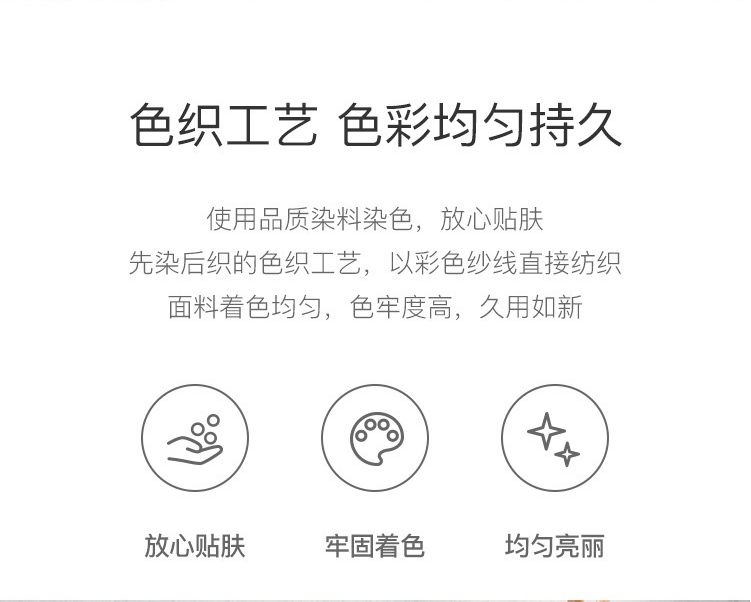 色织工艺 色彩均匀持久
使用品质染料染色，放心贴肤
先染后织的色织工艺，以彩色纱线直接纺织
面料着色均匀，色牢度高，久用如新
放心贴肤 牢固着色 均匀亮丽